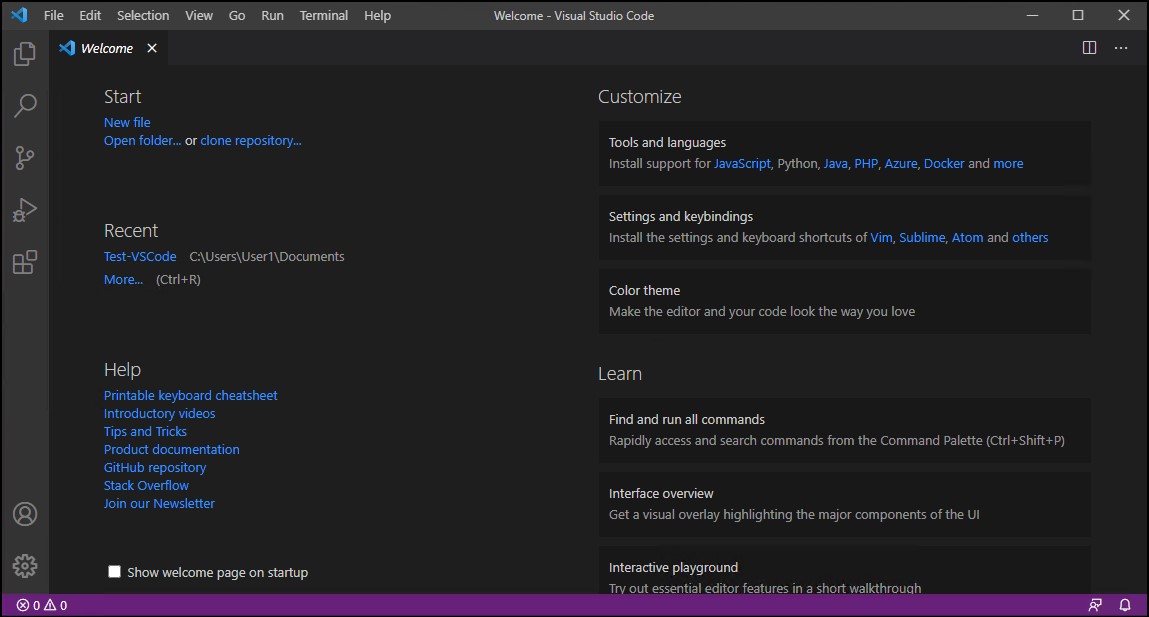 File Edit Selection View Go Run Terminal Help Welcome - Visual Studio Code
Welcome
Start
New file
Open folder... or clone repository...
Recent
Test-VSCode C:\Users\User1\Documents
More... (Ctrl+R)
Help
Printable keyboard cheatsheet
Introductory videos
Tips and Tricks
Product documentation
GitHub repository
Stack Overflow
Join our Newsletter
Show welcome page on startup
Customize
Tools and languages
Install support for JavaScript, Python, Java, PHP, Azure, Docker and more
Settings and keybindings
Install the settings and keyboard shortcuts of Vim, Sublime, Atom and others
Color theme
Make the editor and your code look the way you love
Learn
Find and run all commands
Rapidly access and search commands from the Command Palette (Ctrl+Shift+P)
Interface overview
Get a visual overlay highlighting the major components of the UI
Interactive playground
Try out essential editor features in a short walkthrough
0 0